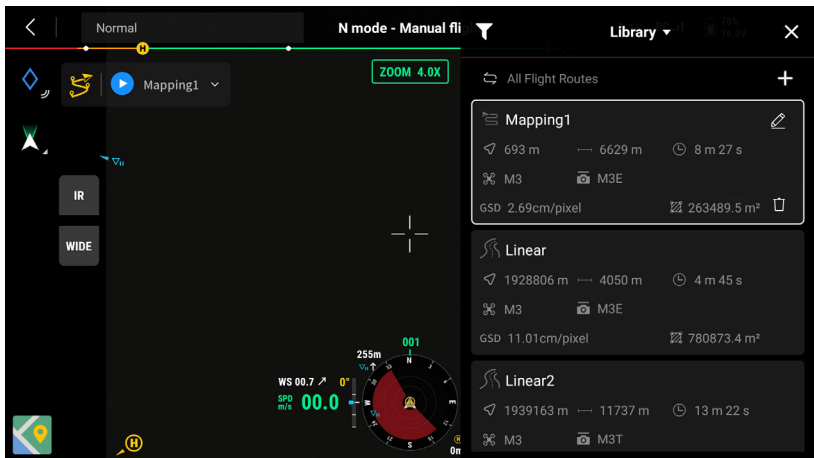 Normal
N mode - Manual fli
Library
70%
16.0V
ZOOM 4.0X
Mapping1
All Flight Routes
Mapping1
693 m 6629 m 8 m 27 s
M3 M3E
GSD 2.69cm/pixel 263489.5 m²
IR
WIDE
Linear
1928806 m 4050 m 4 m 45 s
M3 M3E
GSD 11.01cm/pixel 780873.4 m²
Linear2
1939163 m 11737 m 13 m 22 s
M3 M3T
001
255m
N
WS 00.7 0°
SPD
m/s 00.0
W E
S
H
0m